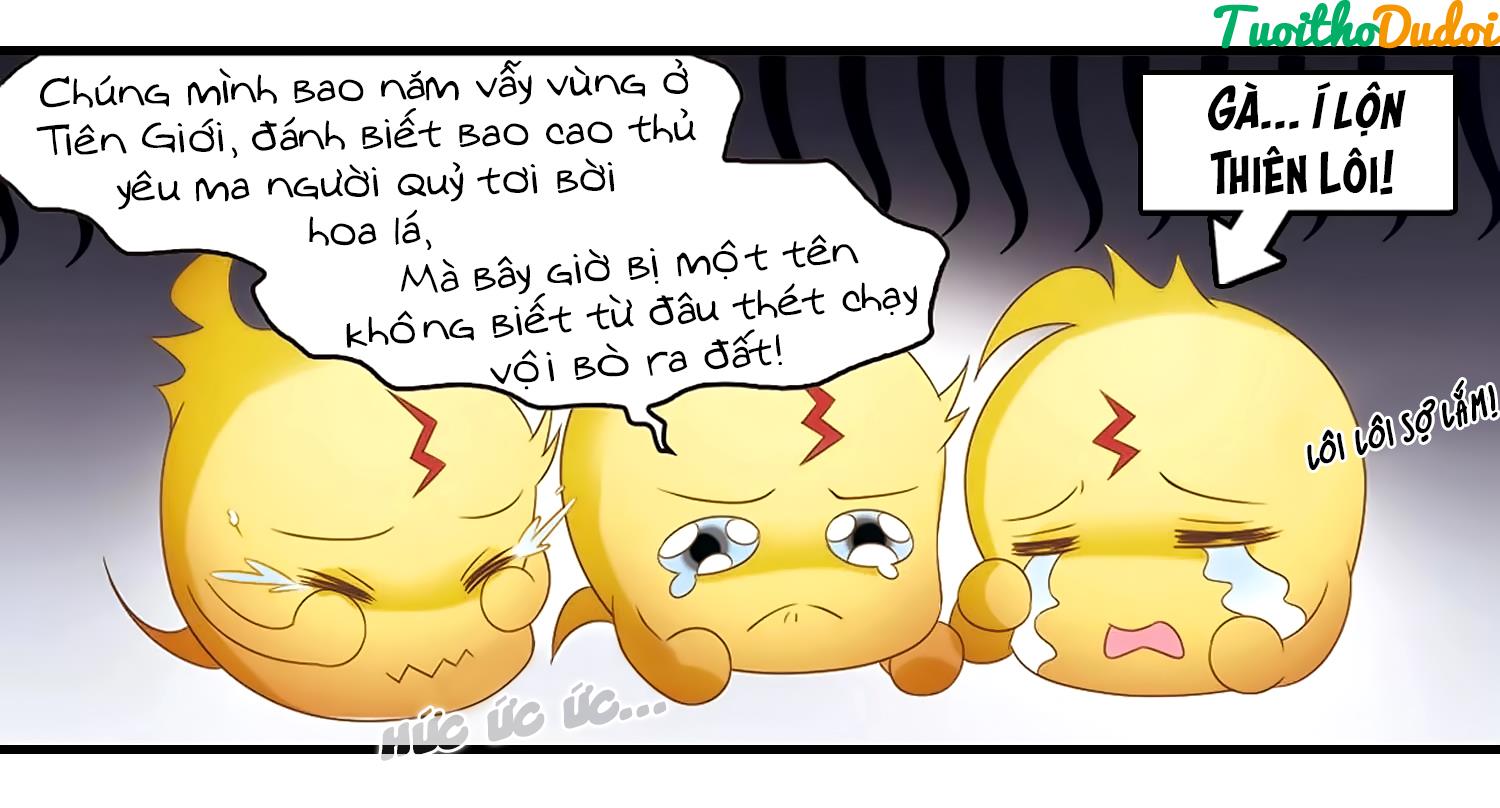 TuoithoDudoi
Chúng mình bao năm vẫy vùng ở
Tiên Giới, đánh biết bao cao thủ
yêu ma người quỷ tơi bời
hoa lá,
Mà bây giờ bị một tên
không biết từ đâu thét chạy
vội bò ra đất!
GÀ... Í LỘN
THIÊN LÔI!
LÔI LÔI SỢ LẮM!
HỨC ỨC ỨC...